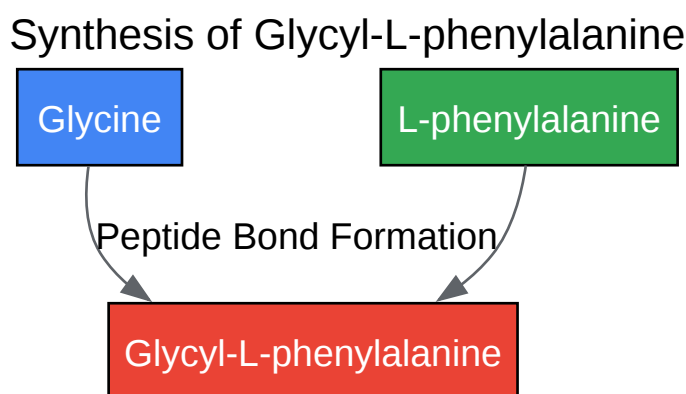 Synthesis of Glycyl-L-phenylalanine
Glycine
L-phenylalanine
Peptide Bond Formation
Glycyl-L-phenylalanine